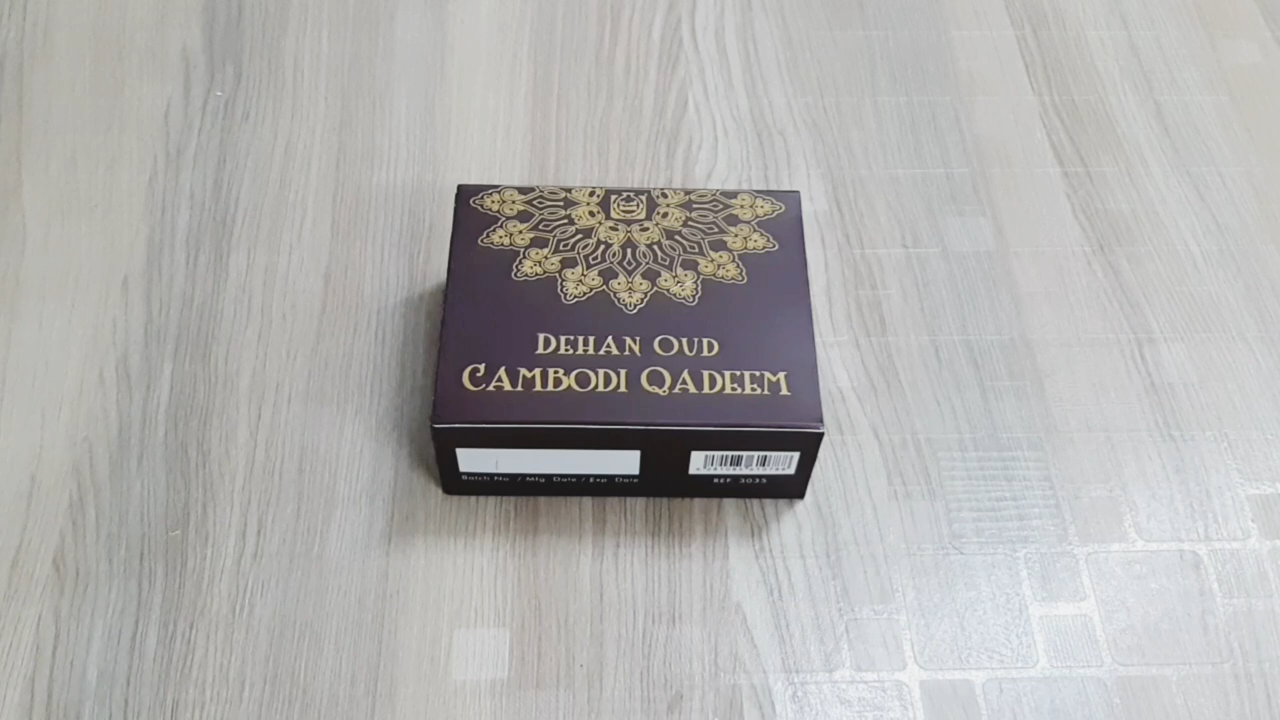 DEHAN OUD
CAMBODI QADEEM
Batch No. / Mfg. Date / Exp. Date
REF. 3035